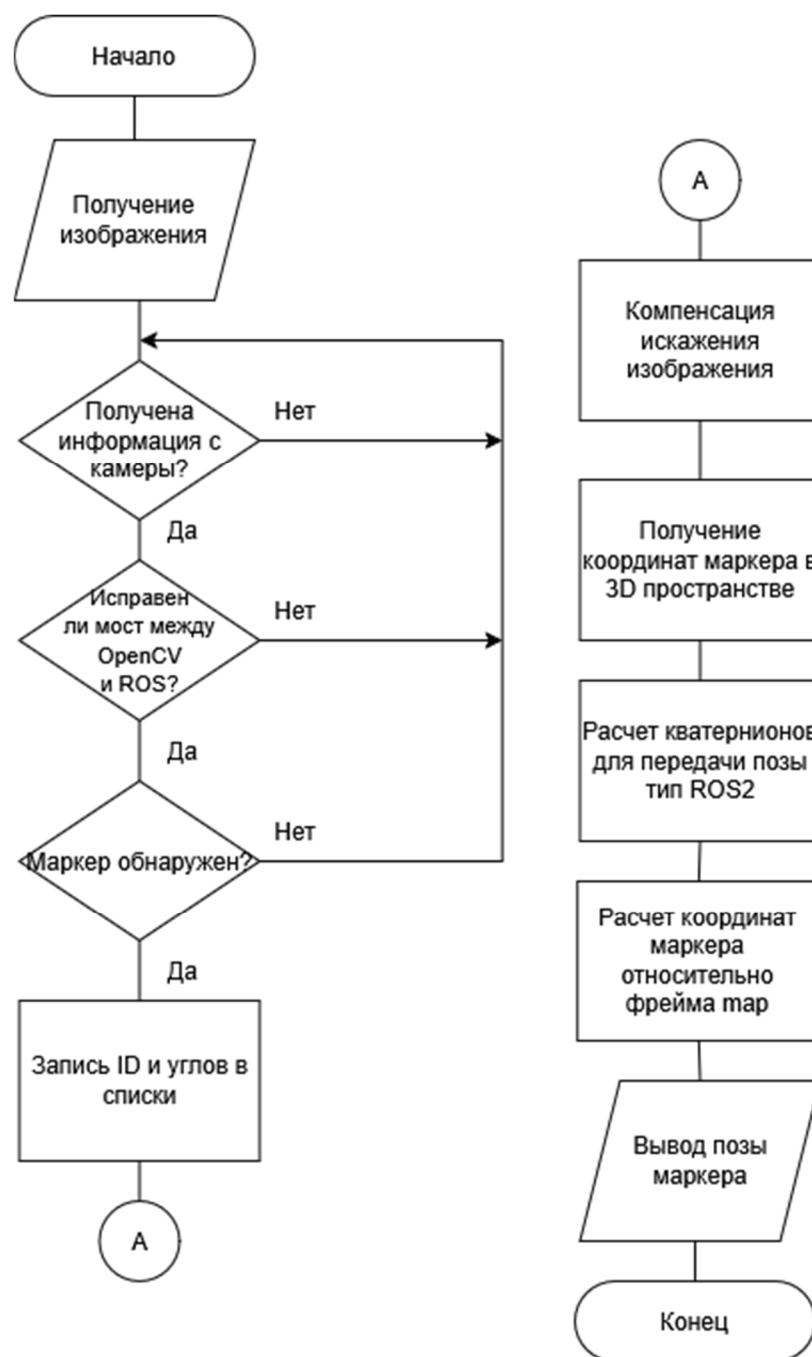 Начало
Получение
изображения
Получена
информация с
камеры?
Нет
Да
Исправен
ли мост между
OpenCV
и ROS?
Нет
Да
Маркер обнаружен?
Нет
Да
Запись ID и углов в
списки
А
А
Компенсация
искажения
изображения
Получение
координат маркера в
3D пространстве
Расчет кватернионов
для передачи позы
тип ROS2
Расчет координат
маркера
относительно
фрейма map
Вывод позы
маркера
Конец